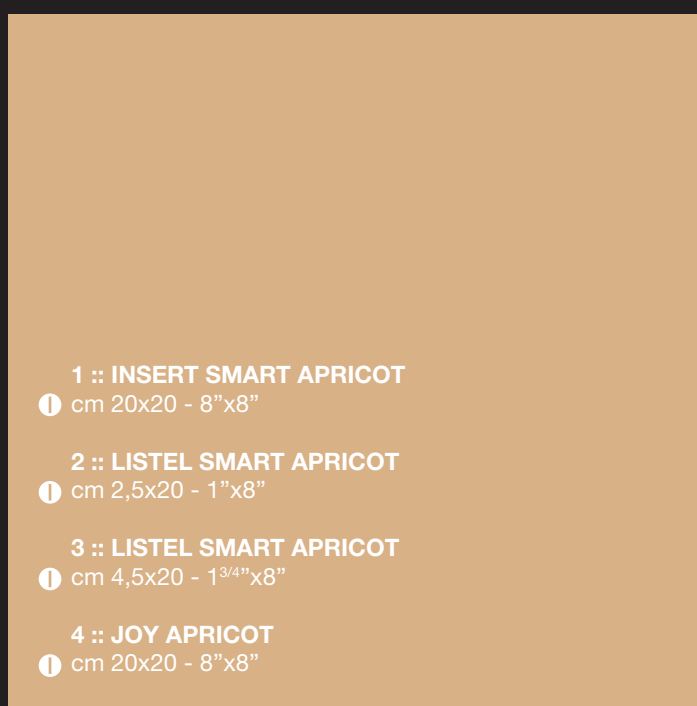 1 :: INSERT SMART APRICOT
cm 20x20 - 8”x8”
2 :: LISTEL SMART APRICOT
cm 2,5x20 - 1”x8”
3 :: LISTEL SMART APRICOT
cm 4,5x20 - 1³/⁴”x8”
4 :: JOY APRICOT
cm 20x20 - 8”x8”